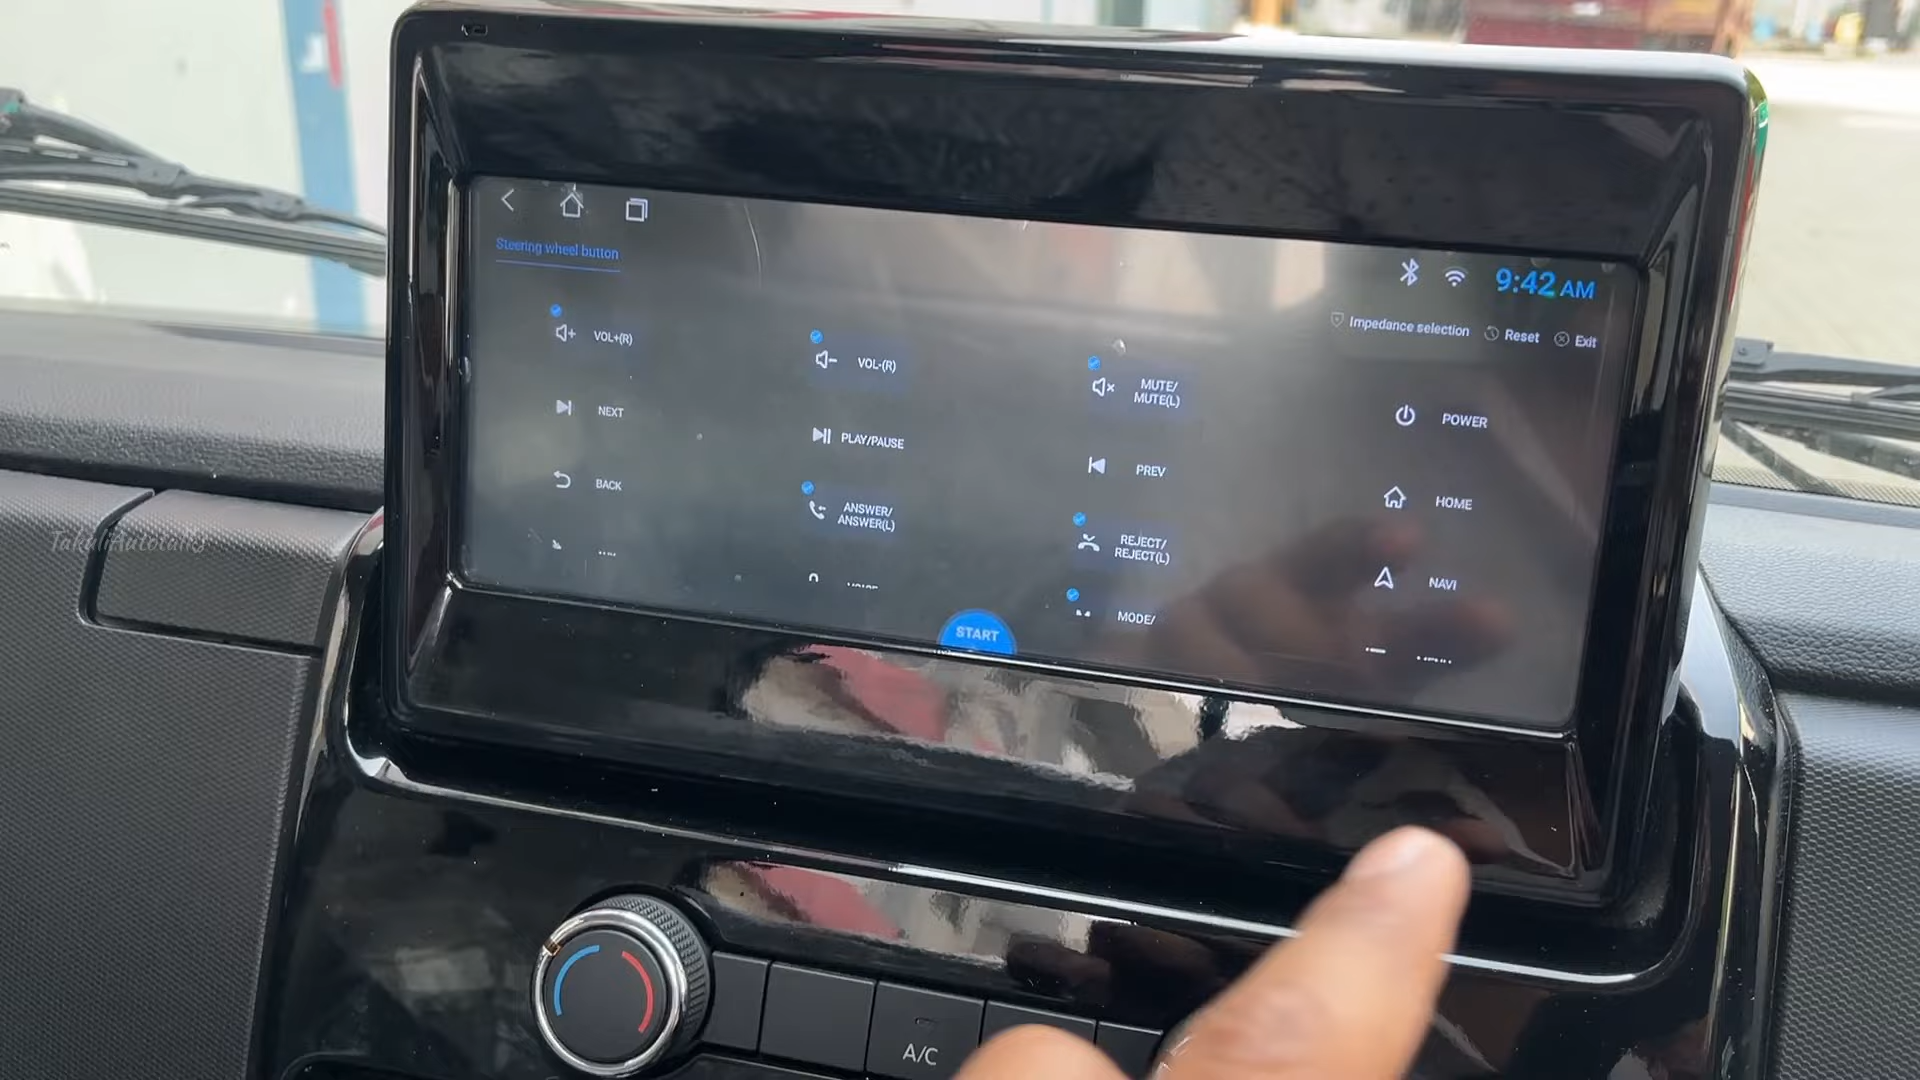 Steering wheel button
9:42 AM
Impedance selection
Reset
Exit
VOL+(R)
VOL-(R)
MUTE/
MUTE(L)
POWER
NEXT
PLAY/PAUSE
PREV
HOME
BACK
ANSWER/
ANSWER(L)
REJECT/
REJECT(L)
NAVI
MODE/
START
TakuliAutotalks
A/C